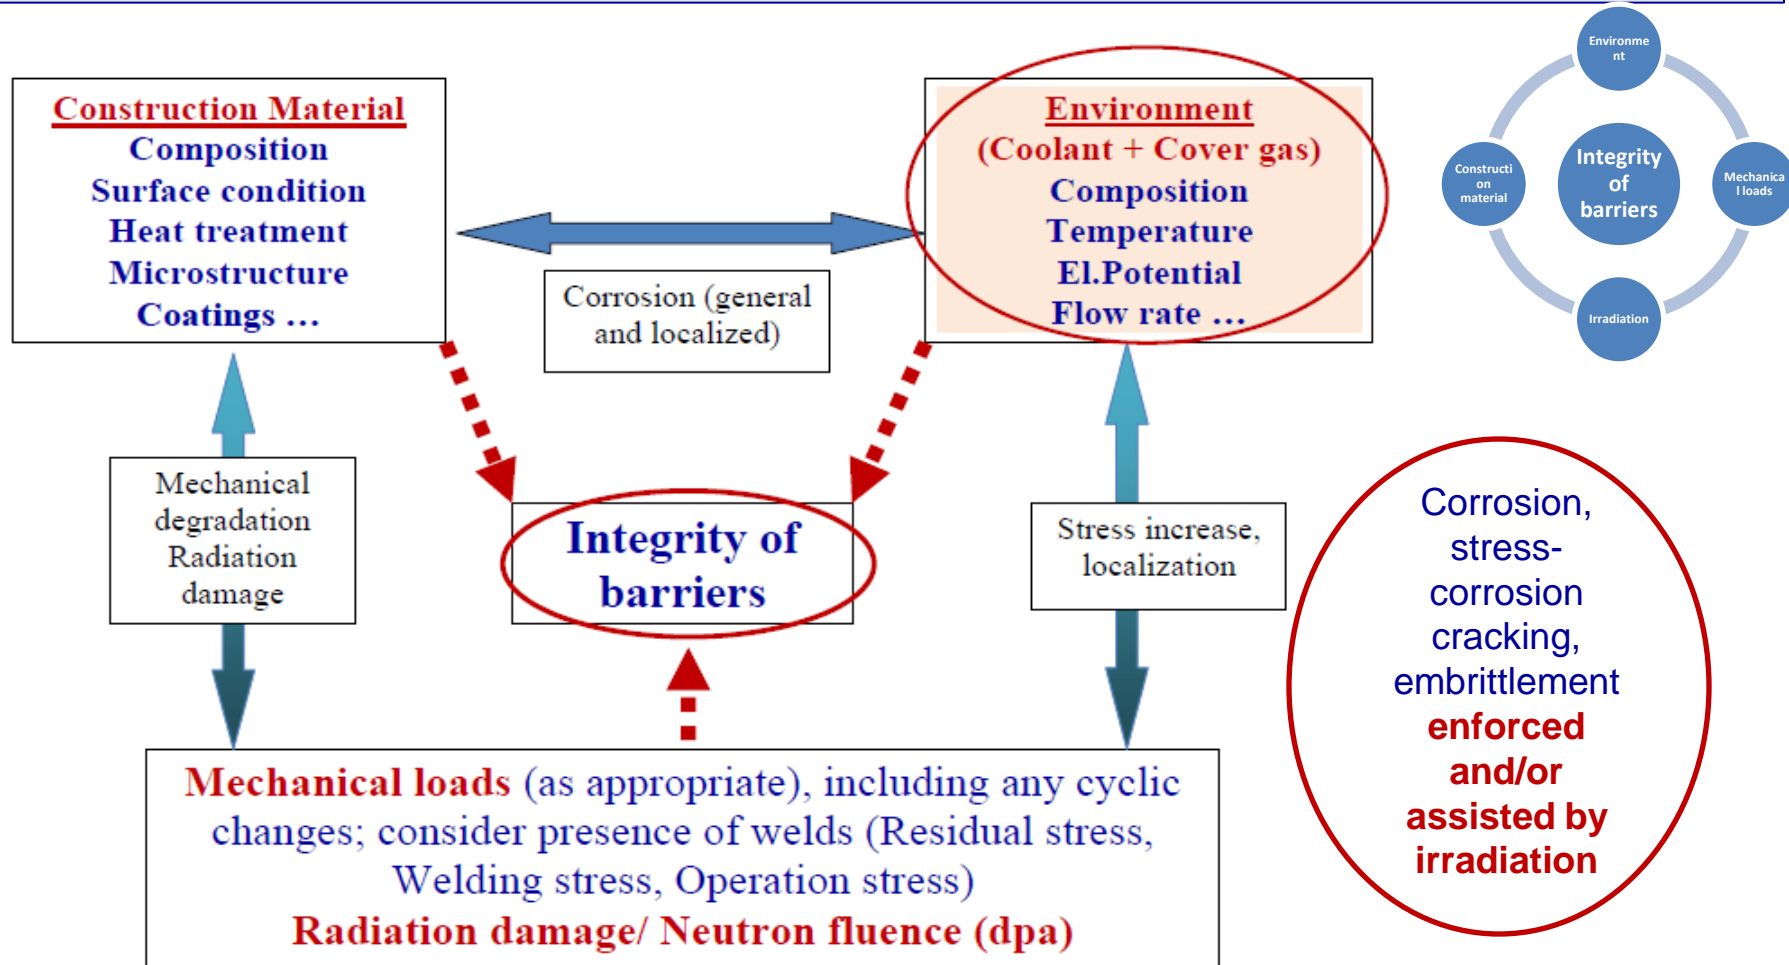 Construction Material
Composition
Surface condition
Heat treatment
Microstructure
Coatings ...
Environment
(Coolant + Cover gas)
Composition
Temperature
El.Potential
Flow rate ...
Corrosion (general
and localized)
Environme
nt
Constructi
on
material
Integrity
of
barriers
Mechanica
l loads
Irradiation
Mechanical
degradation
Radiation
damage
Integrity of
barriers
Stress increase,
localization
Corrosion,
stress-
corrosion
cracking,
embrittlement
enforced
and/or
assisted by
irradiation
Mechanical loads (as appropriate), including any cyclic
changes; consider presence of welds (Residual stress,
Welding stress, Operation stress)
Radiation damage/ Neutron fluence (dpa)